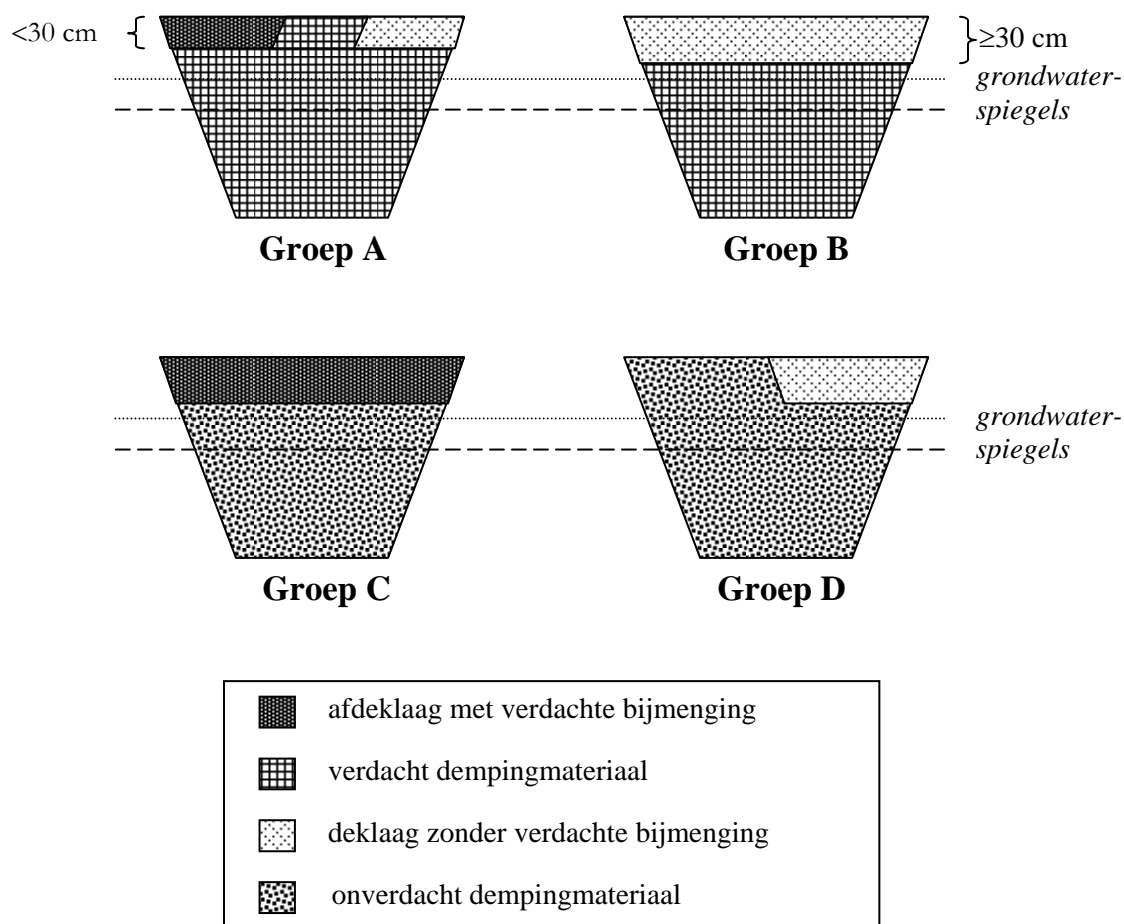 <30 cm
≥30 cm
grondwater-
spiegels
Groep A
Groep B
grondwater-
spiegels
Groep C
Groep D
afdeklaag met verdachte bijmenging
verdacht dempingmateriaal
deklaag zonder verdachte bijmenging
onverdacht dempingmateriaal